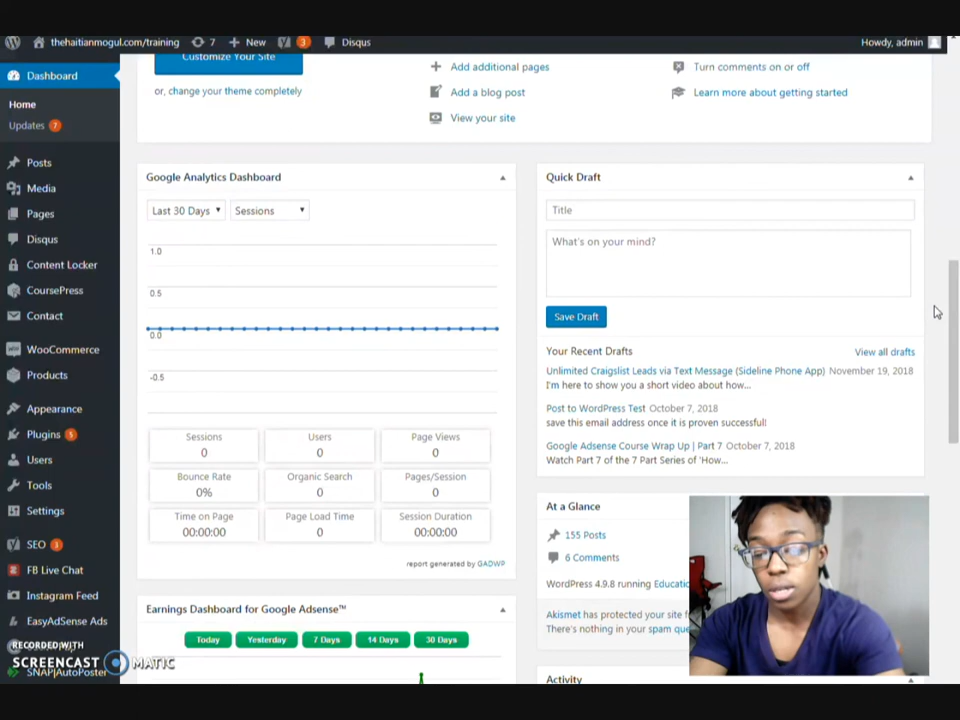 thehaitianmogul.com/training 7 New 3 Disqus Howdy, admin
Customize Your Site
or, change your theme completely
Add additional pages
Add a blog post
View your site
Turn comments on or off
Learn more about getting started
Dashboard
Home
Updates 7
Posts
Media
Pages
Disqus
Content Locker
CoursePress
Contact
WooCommerce
Products
Appearance
Plugins 5
Users
Tools
Settings
SEO 3
FB Live Chat
Instagram Feed
EasyAdSense Ads
RECORDED WITH
SCREENCAST MATIC
SNAP|AutoPoster
Google Analytics Dashboard
Last 30 Days Sessions
1.0
0.5
0.0
-0.5
Sessions Users Page Views
0 0 0
Bounce Rate Organic Search Pages/Session
0% 0 0
Time on Page Page Load Time Session Duration
00:00:00 0 00:00:00
report generated by GADWP
Earnings Dashboard for Google Adsense™
Today Yesterday 7 Days 14 Days 30 Days
Quick Draft
Title
What's on your mind?
Save Draft
Your Recent Drafts View all drafts
Unlimited Craigslist Leads via Text Message (Sideline Phone App) November 19, 2018
I'm here to show you a short video about how...
Post to WordPress Test October 7, 2018
save this email address once it is proven successful!
Google Adsense Course Wrap Up | Part 7 October 7, 2018
Watch Part 7 of the 7 Part Series of 'How...
At a Glance
155 Posts
6 Comments
WordPress 4.9.8 running Educatio
Akismet has protected your site f
There's nothing in your spam que
Activity